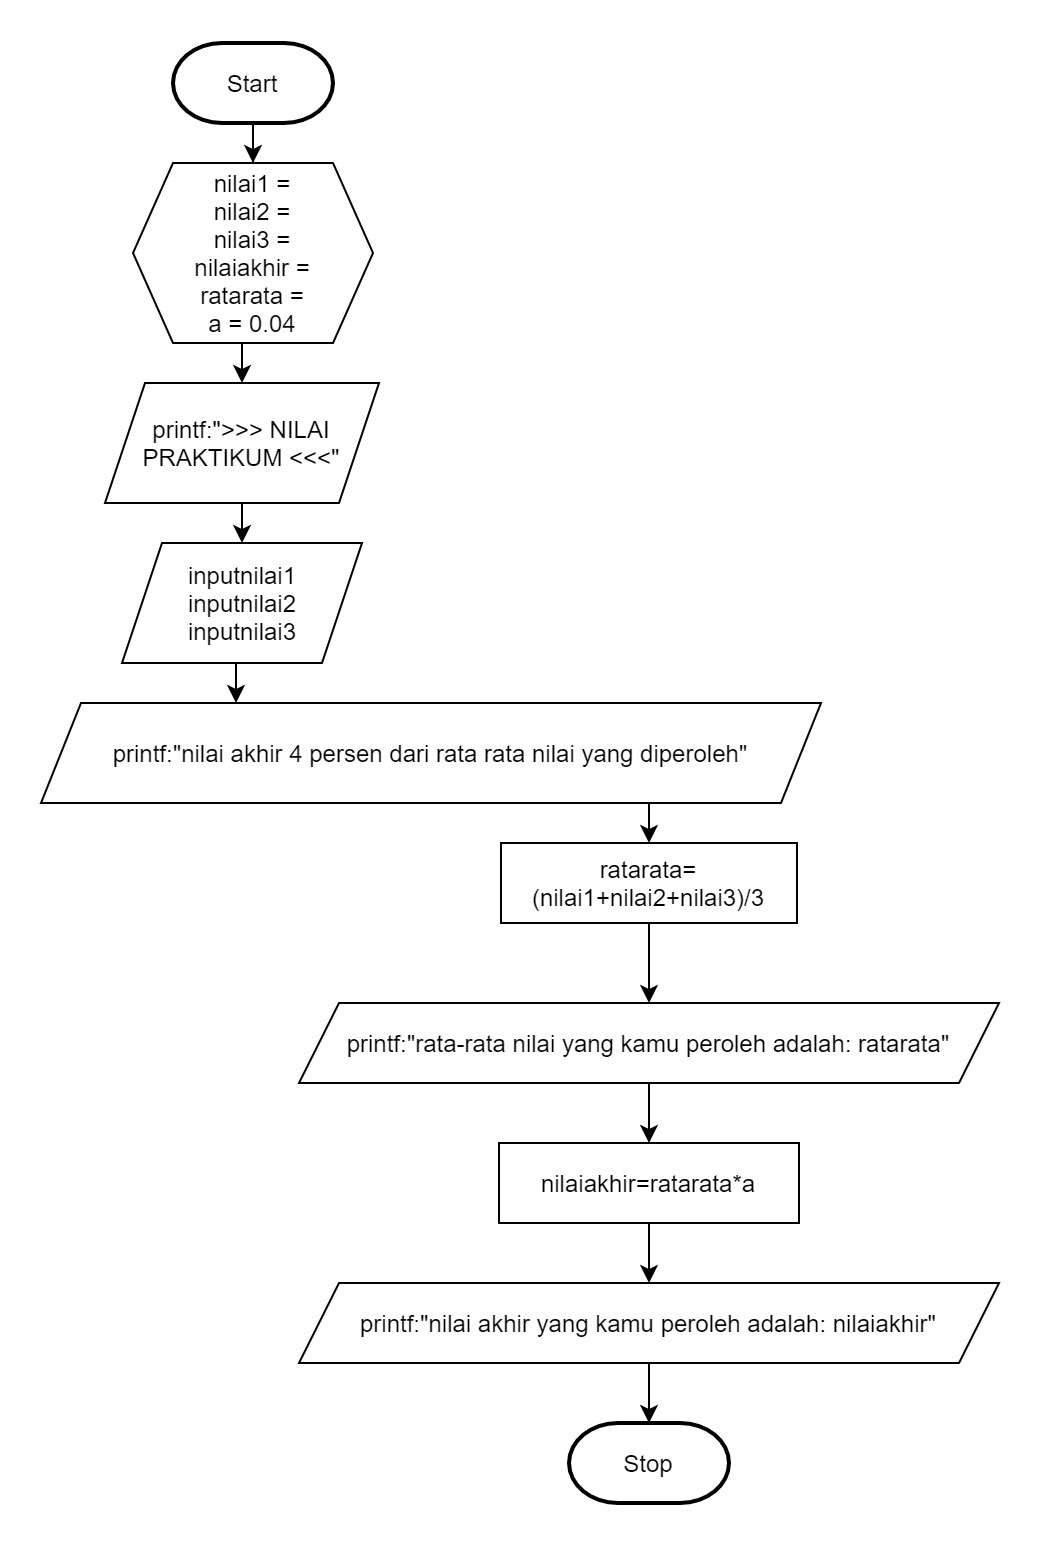 Start
nilai1 =
nilai2 =
nilai3 =
nilaiakhir =
ratarata =
a = 0.04
printf:">>> NILAI
PRAKTIKUM <<<"
inputnilai1
inputnilai2
inputnilai3
printf:"nilai akhir 4 persen dari rata rata nilai yang diperoleh"
ratarata=
(nilai1+nilai2+nilai3)/3
printf:"rata-rata nilai yang kamu peroleh adalah: ratarata"
nilaiakhir=ratarata*a
printf:"nilai akhir yang kamu peroleh adalah: nilaiakhir"
Stop